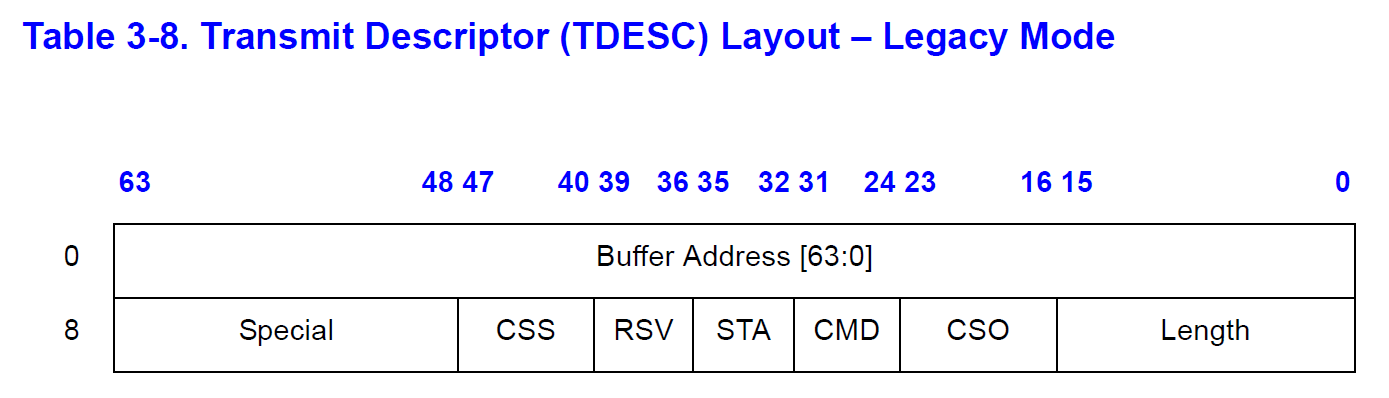 Table 3-8. Transmit Descriptor (TDESC) Layout – Legacy Mode
63 48 47 40 39 36 35 32 31 24 23 16 15 0
0 Buffer Address [63:0]
8 Special CSS RSV STA CMD CSO Length